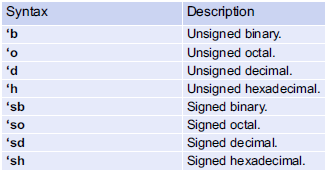 Syntax Description
‘b Unsigned binary.
‘o Unsigned octal.
‘d Unsigned decimal.
‘h Unsigned hexadecimal.
‘sb Signed binary.
‘so Signed octal.
‘sd Signed decimal.
‘sh Signed hexadecimal.